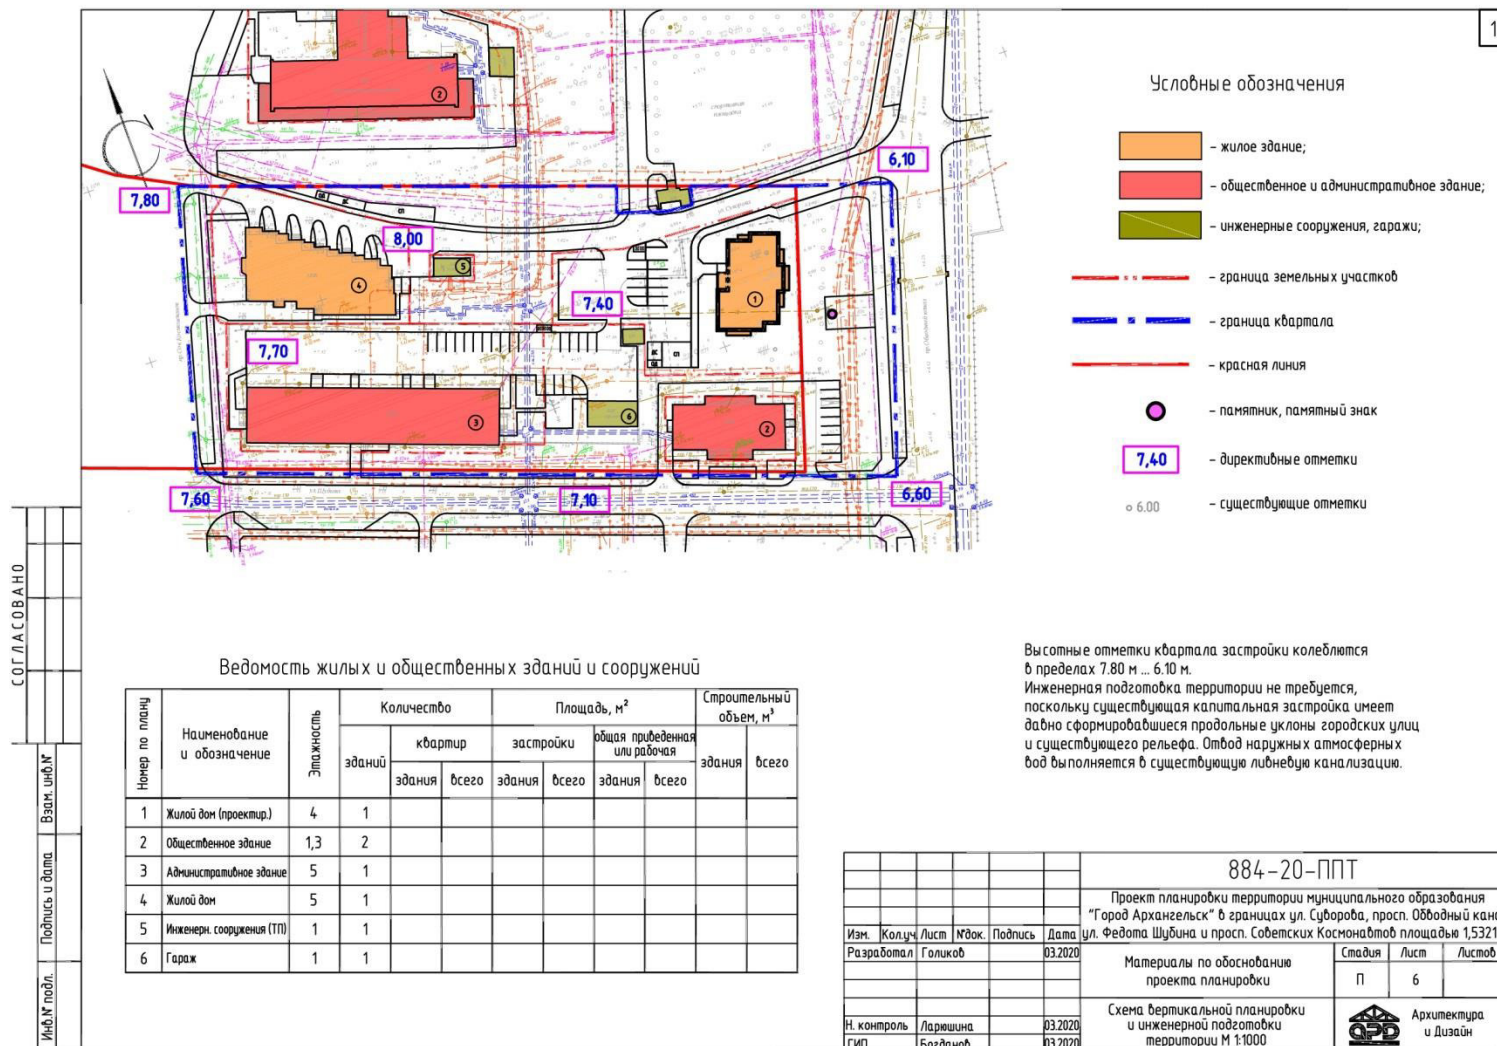 1
Условные обозначения
– жилое здание;
– общественное и административное здание;
– инженерные сооружения, гаражи;
– граница земельных участков
– граница квартала
– красная линия
– памятник, памятный знак
7,40 – директивные отметки
6.00 – существующие отметки
2
7,80
6,10
8,00
5
4
7,40
1
7,70
3
6
2
7,60
7,10
6,60
СОГЛАСОВАНО
Взам. инв.№
Подпись и дата
Инв.№ подл.
Высотные отметки квартала застройки колеблются
в пределах 7.80 м ... 6.10 м.
Инженерная подготовка территории не требуется,
поскольку существующая капитальная застройка имеет
давно сформировавшиеся продольные уклоны городских улиц
и существующего рельефа. Отвод наружных атмосферных
вод выполняется в существующую ливневую канализацию.
Ведомость жилых и общественных зданий и сооружений
Номер по плану
Наименование
и обозначение
Этажность
Количество
Площадь, м²
Строительный
объем, м³
зданий
квартир
застройки
общая приведенная
или рабочая
здания
всего
здания всего здания всего здания всего
1 Жилой дом (проектир.) 4 1
2 Общественное здание 1,3 2
3 Административное здание 5 1
4 Жилой дом 5 1
5 Инженерн. сооружения (ТП) 1 1
6 Гараж 1 1
884-20-ППТ
Проект планировки территории муниципального образования
"Город Архангельск" в границах ул. Суворова, просп. Обводный кан
ул. Федота Шубина и просп. Советских Космонавтов площадью 1,5321
Изм. Кол.уч. Лист №док. Подпись Дата
Разработал Голиков 03.2020
Материалы по обоснованию
проекта планировки
Стадия Лист Листов
П 6
Схема вертикальной планировки
и инженерной подготовки
территории М 1:1000
Н. контроль Ларюшина 03.2020
ГИП Богданов 03.2020
Архитектура
и Дизайн